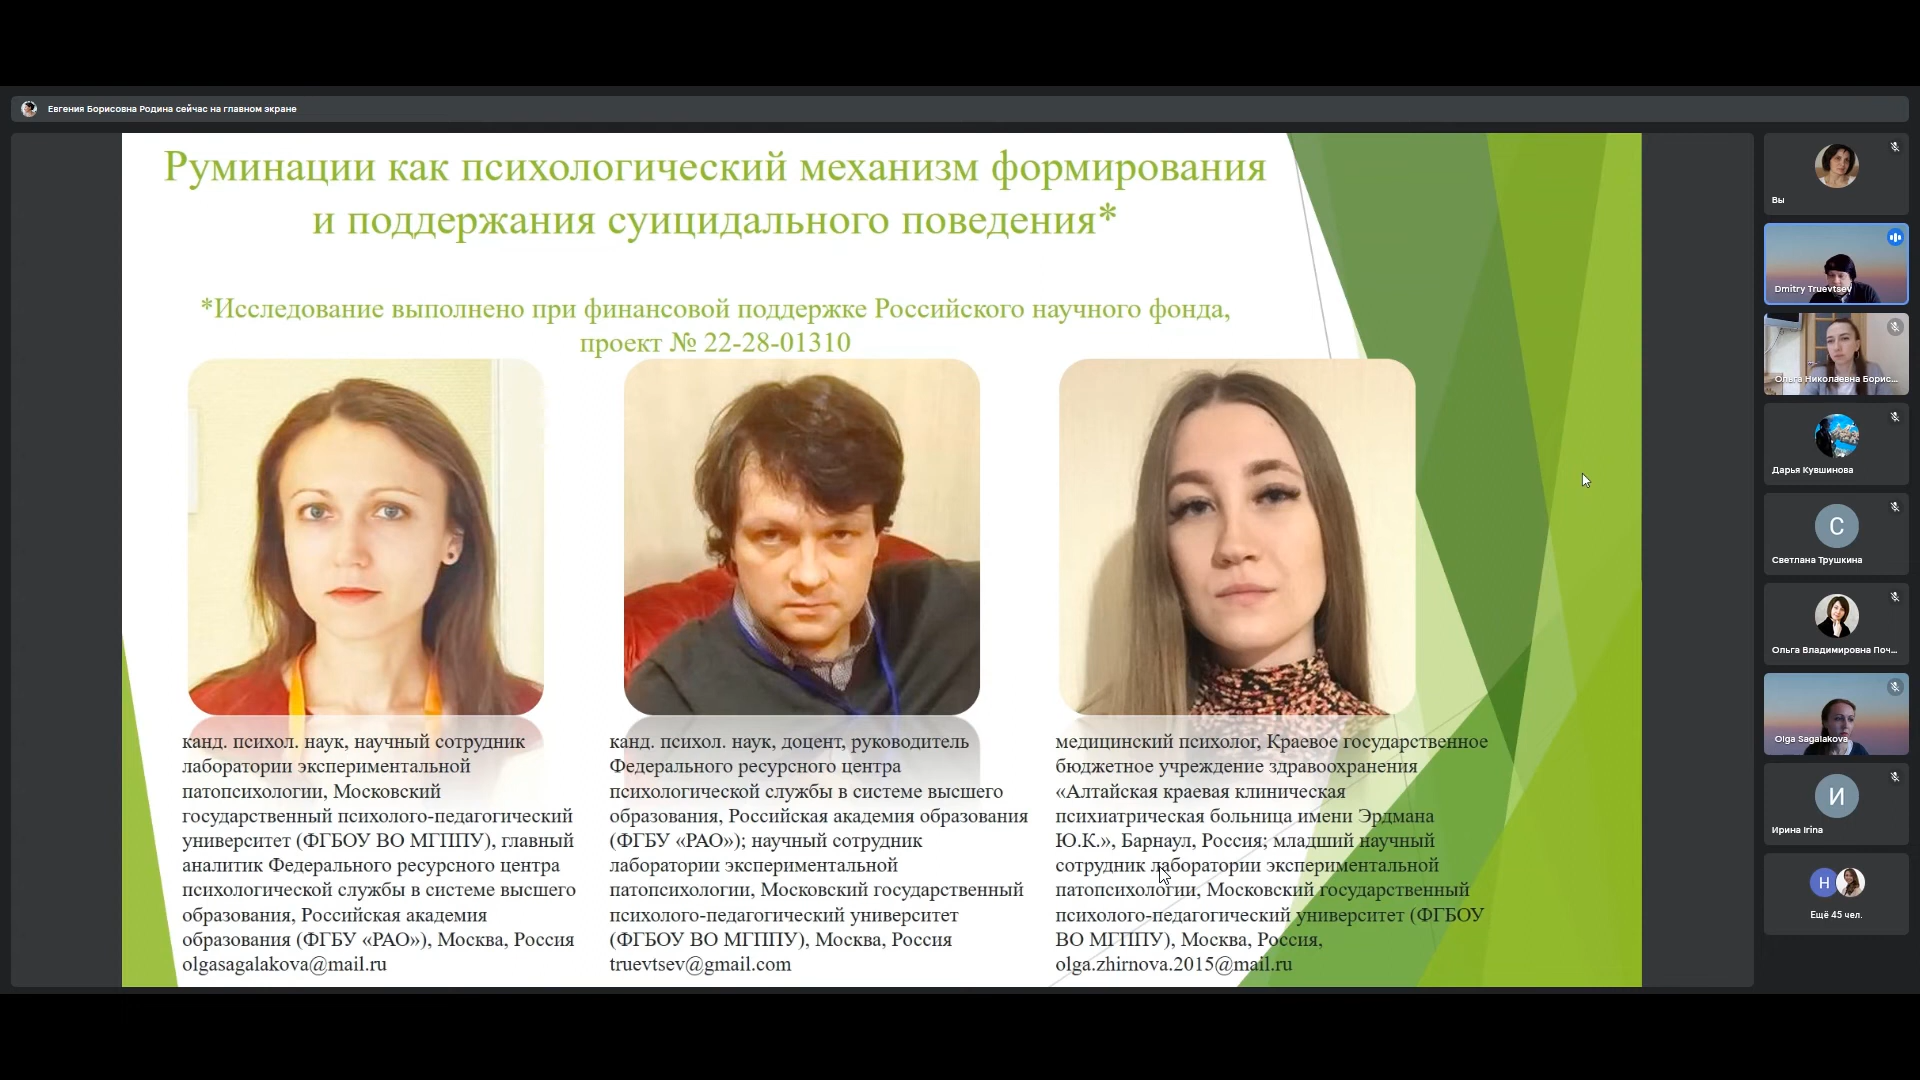 Евгения Борисовна Родина сейчас на главном экране
Руминации как психологический механизм формирования
и поддержания суицидального поведения*
*Исследование выполнено при финансовой поддержке Российского научного фонда,
проект № 22-28-01310
канд. психол. наук, научный сотрудник
лаборатории экспериментальной
патопсихологии, Московский
государственный психолого-педагогический
университет (ФГБОУ ВО МГППУ), главный
аналитик Федерального ресурсного центра
психологической службы в системе высшего
образования, Российская академия
образования (ФГБУ «РАО»), Москва, Россия
olgasagalakova@mail.ru
канд. психол. наук, доцент, руководитель
Федерального ресурсного центра
психологической службы в системе высшего
образования, Российская академия образования
(ФГБУ «РАО»); научный сотрудник
лаборатории экспериментальной
патопсихологии, Московский государственный
психолого-педагогический университет
(ФГБОУ ВО МГППУ), Москва, Россия
truevtsev@gmail.com
медицинский психолог, Краевое государственное
бюджетное учреждение здравоохранения
«Алтайская краевая клиническая
психиатрическая больница имени Эрдмана
Ю.К.», Барнаул, Россия; младший научный
сотрудник лаборатории экспериментальной
патопсихологии, Московский государственный
психолого-педагогический университет (ФГБОУ
ВО МГППУ), Москва, Россия,
olga.zhirnova.2015@mail.ru
Вы
Dmitry Truevtsev
Ольга Николаевна Борис...
Дарья Кувшинова
С
Светлана Трушкина
Ольга Владимировна Поч...
Olga Sagalakova
И
Ирина Irina
Н
Ещё 45 чел.